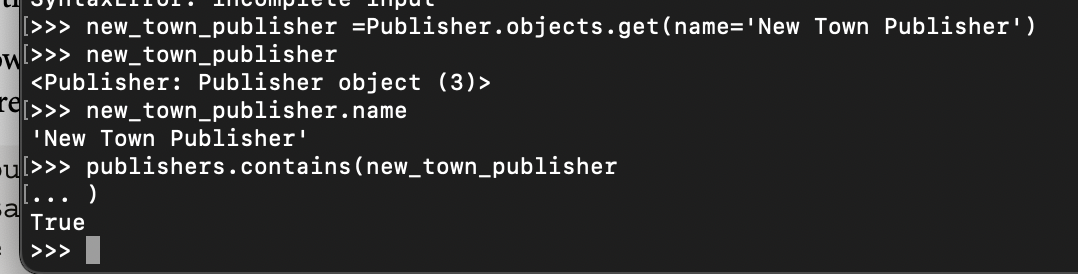 SyntaxError: incomplete input
[>>> new_town_publisher =Publisher.objects.get(name='New Town Publisher')
[>>> new_town_publisher
<Publisher: Publisher object (3)>
[>>> new_town_publisher.name
'New Town Publisher'
[>>> publishers.contains(new_town_publisher
[... )
True
>>>